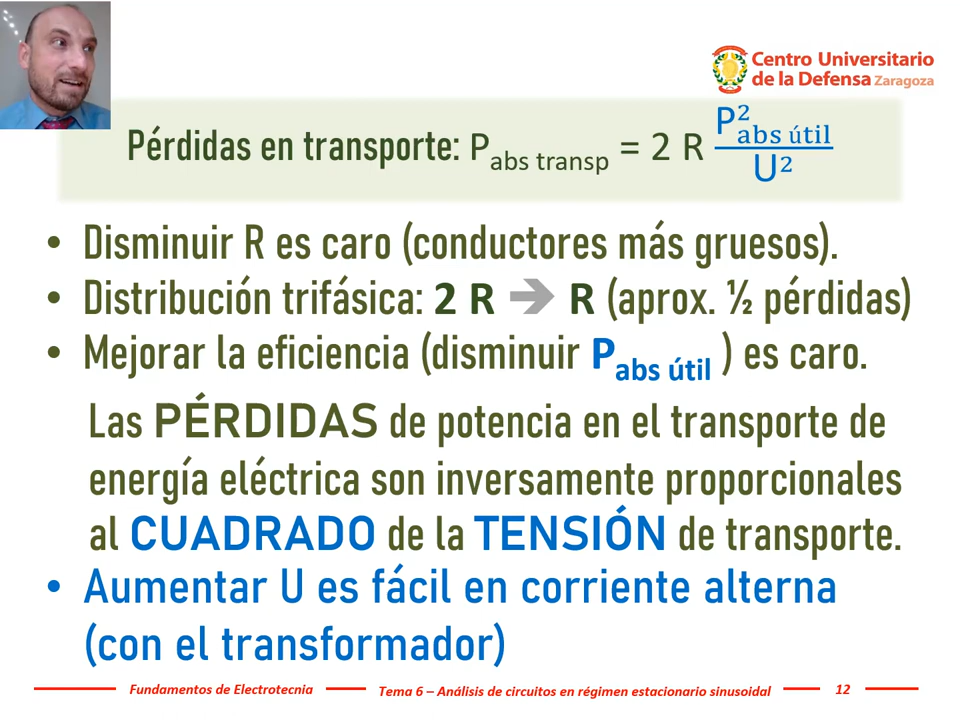 Centro Universitario
de la Defensa Zaragoza
Pérdidas en transporte: P_abs transp = 2 R P²_abs útil / U²
• Disminuir R es caro (conductores más gruesos).
• Distribución trifásica: 2 R ➔ R (aprox. ½ pérdidas)
• Mejorar la eficiencia (disminuir P_abs útil ) es caro.
Las PÉRDIDAS de potencia en el transporte de
energía eléctrica son inversamente proporcionales
al CUADRADO de la TENSIÓN de transporte.
• Aumentar U es fácil en corriente alterna
(con el transformador)
Fundamentos de Electrotecnia Tema 6 – Análisis de circuitos en régimen estacionario sinusoidal 12